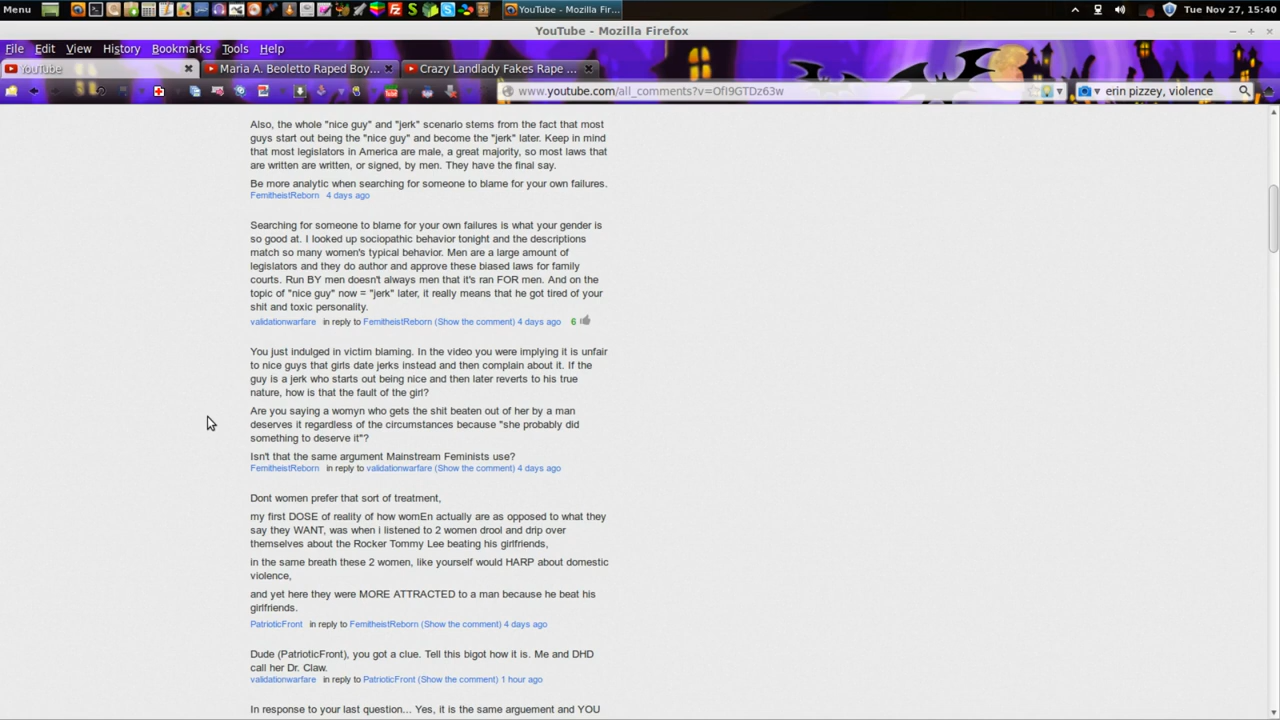 Menu
YouTube - Mozilla Fir...
Tue Nov 27, 15:40
YouTube - Mozilla Firefox
File Edit View History Bookmarks Tools Help
YouTube
Maria A. Beoletto Raped Boy...
Crazy Landlady Fakes Rape ...
www.youtube.com/all_comments?v=OfI9GTDz63w
erin pizzey, violence
Also, the whole "nice guy" and "jerk" scenario stems from the fact that most
guys start out being the "nice guy" and become the "jerk" later. Keep in mind
that most legislators in America are male, a great majority, so most laws that
are written are written, or signed, by men. They have the final say.
Be more analytic when searching for someone to blame for your own failures.
FemitheistReborn 4 days ago
Searching for someone to blame for your own failures is what your gender is
so good at. I looked up sociopathic behavior tonight and the descriptions
match so many women's typical behavior. Men are a large amount of
legislators and they do author and approve these biased laws for family
courts. Run BY men doesn't always men that it's ran FOR men. And on the
topic of "nice guy" now = "jerk" later, it really means that he got tired of your
shit and toxic personality.
validationwarfare in reply to FemitheistReborn (Show the comment) 4 days ago 6
You just indulged in victim blaming. In the video you were implying it is unfair
to nice guys that girls date jerks instead and then complain about it. If the
guy is a jerk who starts out being nice and then later reverts to his true
nature, how is that the fault of the girl?
Are you saying a womyn who gets the shit beaten out of her by a man
deserves it regardless of the circumstances because "she probably did
something to deserve it"?
Isn't that the same argument Mainstream Feminists use?
FemitheistReborn in reply to validationwarfare (Show the comment) 4 days ago
Dont women prefer that sort of treatment,
my first DOSE of reality of how womEn actually are as opposed to what they
say they WANT, was when i listened to 2 women drool and drip over
themselves about the Rocker Tommy Lee beating his girlfriends,
in the same breath these 2 women, like yourself would HARP about domestic
violence,
and yet here they were MORE ATTRACTED to a man because he beat his
girlfriends.
PatrioticFront in reply to FemitheistReborn (Show the comment) 4 days ago
Dude (PatrioticFront), you got a clue. Tell this bigot how it is. Me and DHD
call her Dr. Claw.
validationwarfare in reply to PatrioticFront (Show the comment) 1 hour ago
In response to your last question... Yes, it is the same arguement and YOU